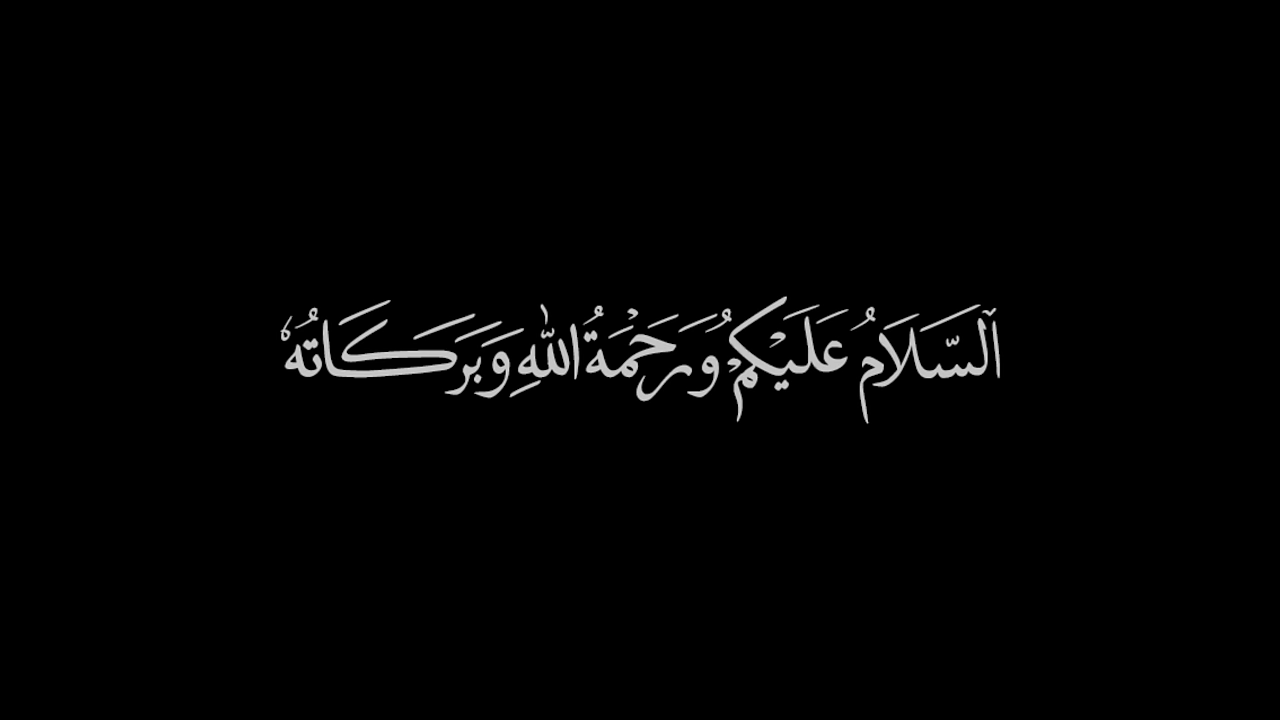 اَلسَّلَامُ عَلَيْكُمْ وَرَحْمَةُ اللهِ وَبَرَكَاتُهُ